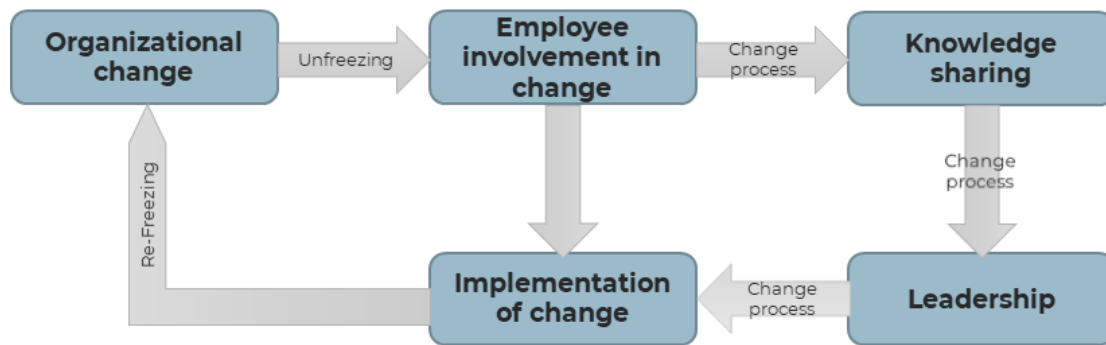 Organizational
change
Unfreezing
Employee
involvement in
change
Change
process
Knowledge
sharing
Change
process
Re-Freezing
Implementation
of change
Change
process
Leadership